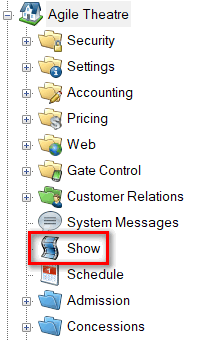 Agile Theatre
Security
Settings
Accounting
Pricing
Web
Gate Control
Customer Relations
System Messages
Show
Schedule
Admission
Concessions